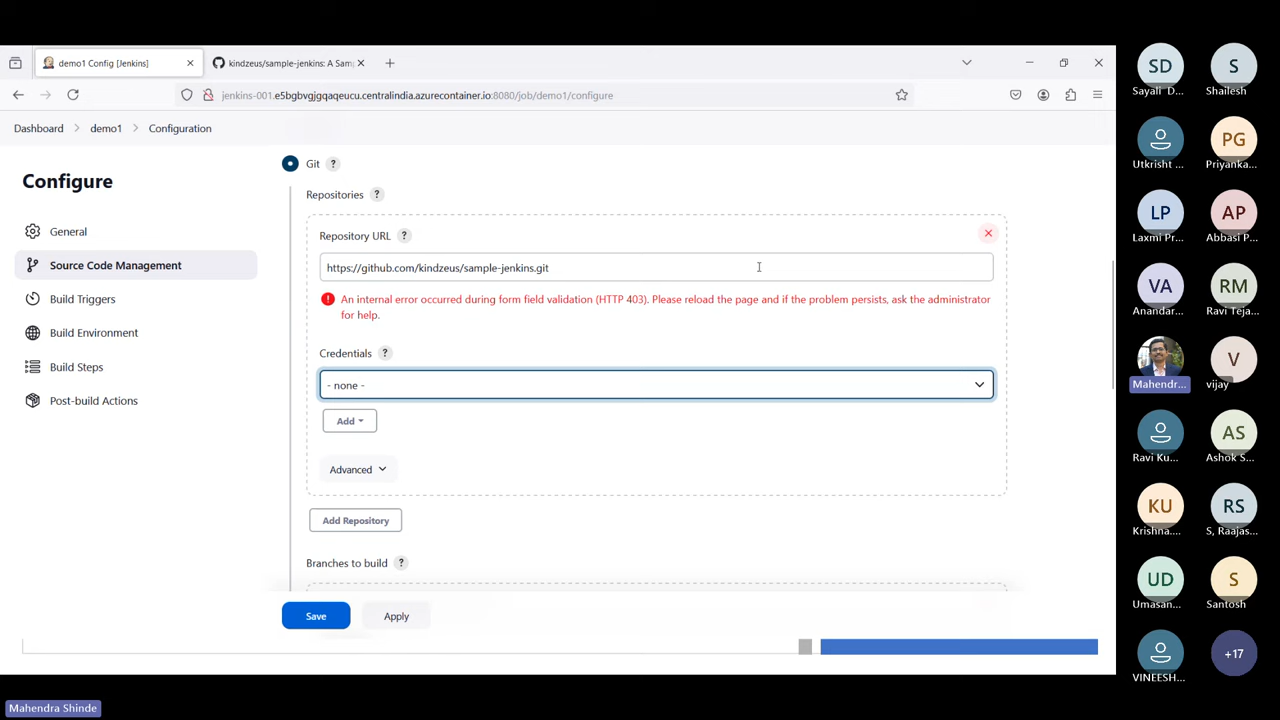 demo1 Config [Jenkins]
kindzeus/sample-jenkins: A Sam
jenkins-001.e5bgbvgjgqaqeucu.centralindia.azurecontainer.io:8080/job/demo1/configure
Dashboard > demo1 > Configuration
Configure
General
Source Code Management
Build Triggers
Build Environment
Build Steps
Post-build Actions
Git ?
Repositories ?
Repository URL ?
https://github.com/kindzeus/sample-jenkins.git
An internal error occurred during form field validation (HTTP 403). Please reload the page and if the problem persists, ask the administrator
for help.
Credentials ?
- none -
Add
Advanced
Add Repository
Branches to build ?
Save
Apply
SD
Sayali D...
S
Shailesh
Utkrisht ...
PG
Priyanka...
LP
Laxmi Pr...
AP
Abbasi P...
VA
Anandar...
RM
Ravi Teja...
Mahendr...
V
vijay
Ravi Ku...
AS
Ashok S...
KU
Krishna....
RS
S, Raajas...
UD
Umasan...
S
Santosh
VINEESH...
+17
Mahendra Shinde